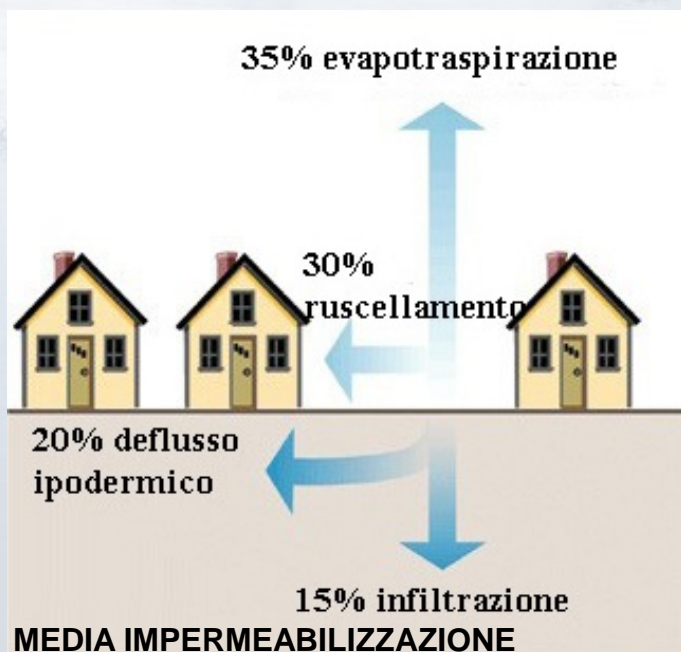 35% evapotraspirazione
30%
ruscellamento
20% deflusso
ipodermico
15% infiltrazione
MEDIA IMPERMEABILIZZAZIONE